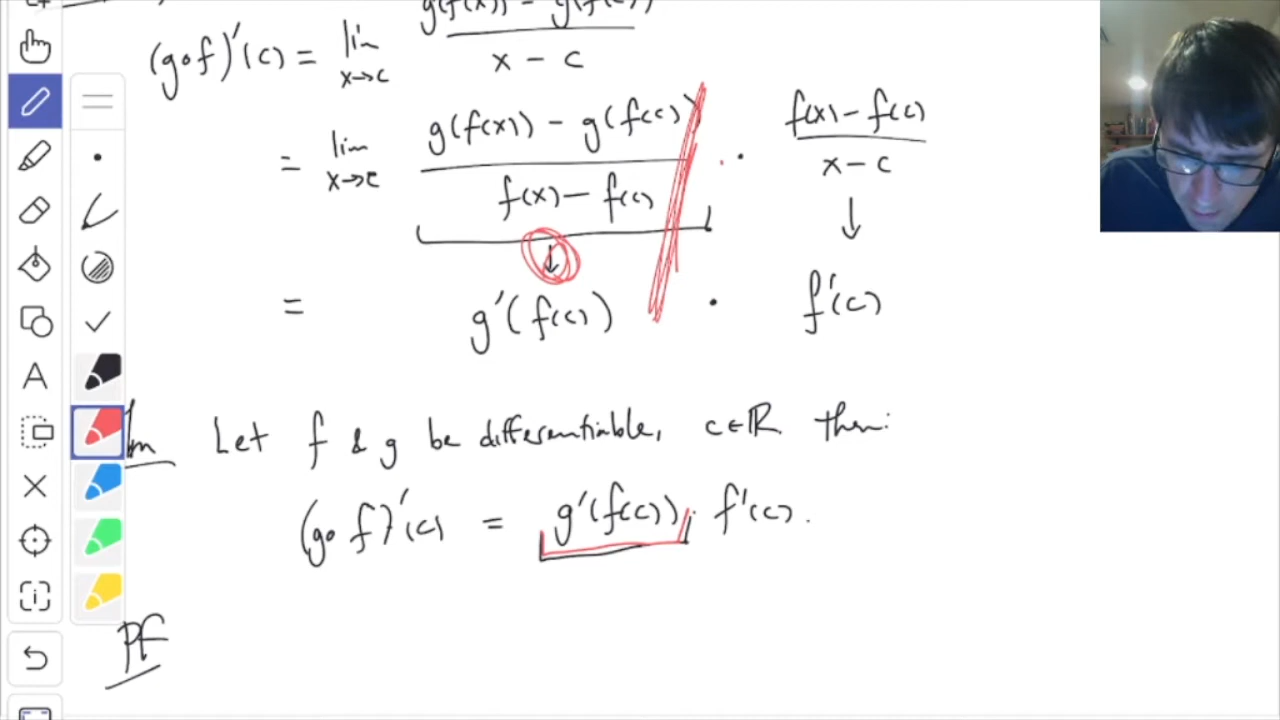 g(f(x)) - g(f(c))
(g∘f)'(c) = lim x→c x - c
= lim x→c g(f(x)) - g(f(c)) / f(x) - f(c) · f(x) - f(c) / x - c
↓ ↓
= g'(f(c)) · f'(c)
Let f & g be differentiable, c∈ℝ then:
(g∘f)'(c) = g'(f(c)) · f'(c).
Pf
A